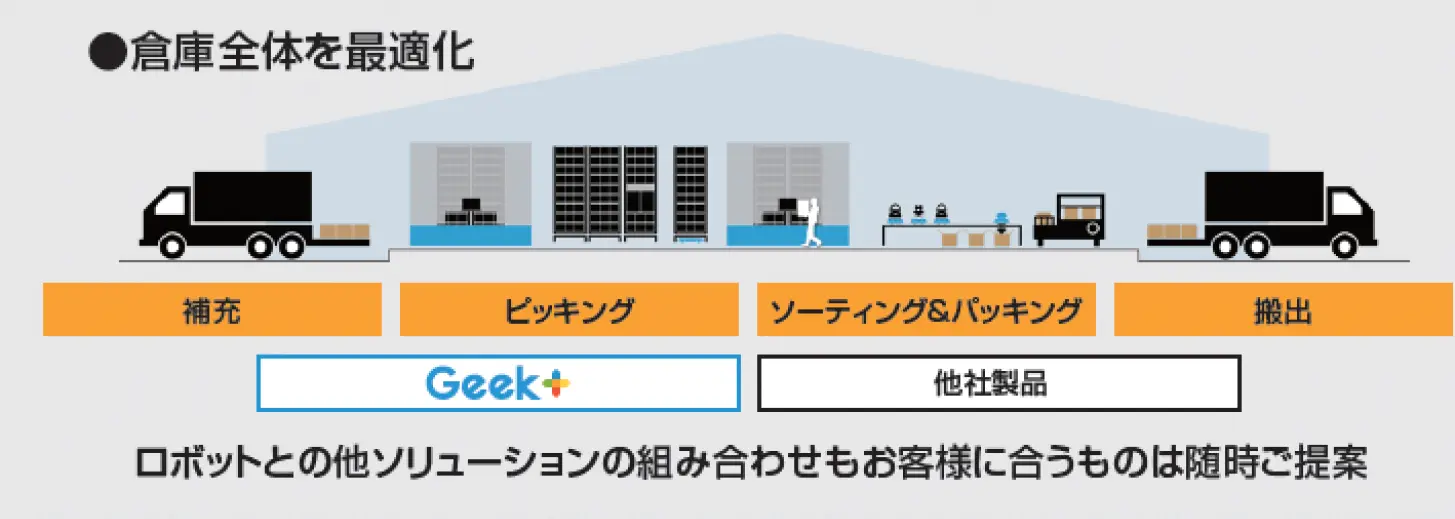 ●倉庫全体を最適化
補充
ピッキング
ソーティング&パッキング
搬出
Geek+
他社製品
ロボットとの他ソリューションの組み合わせもお客様に合うものは随時ご提案